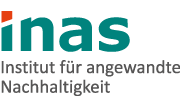 inas
Institut für angewandte
Nachhaltigkeit